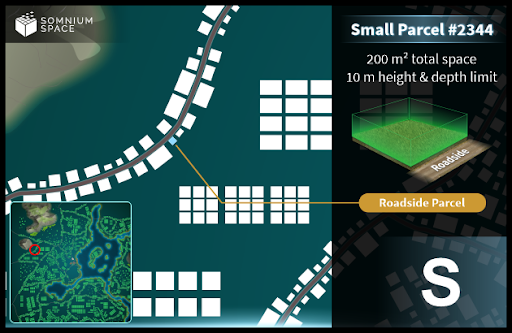 SOMNIUM
SPACE
Small Parcel #2344
200 m² total space
10 m height & depth limit
Roadside
Roadside Parcel
S